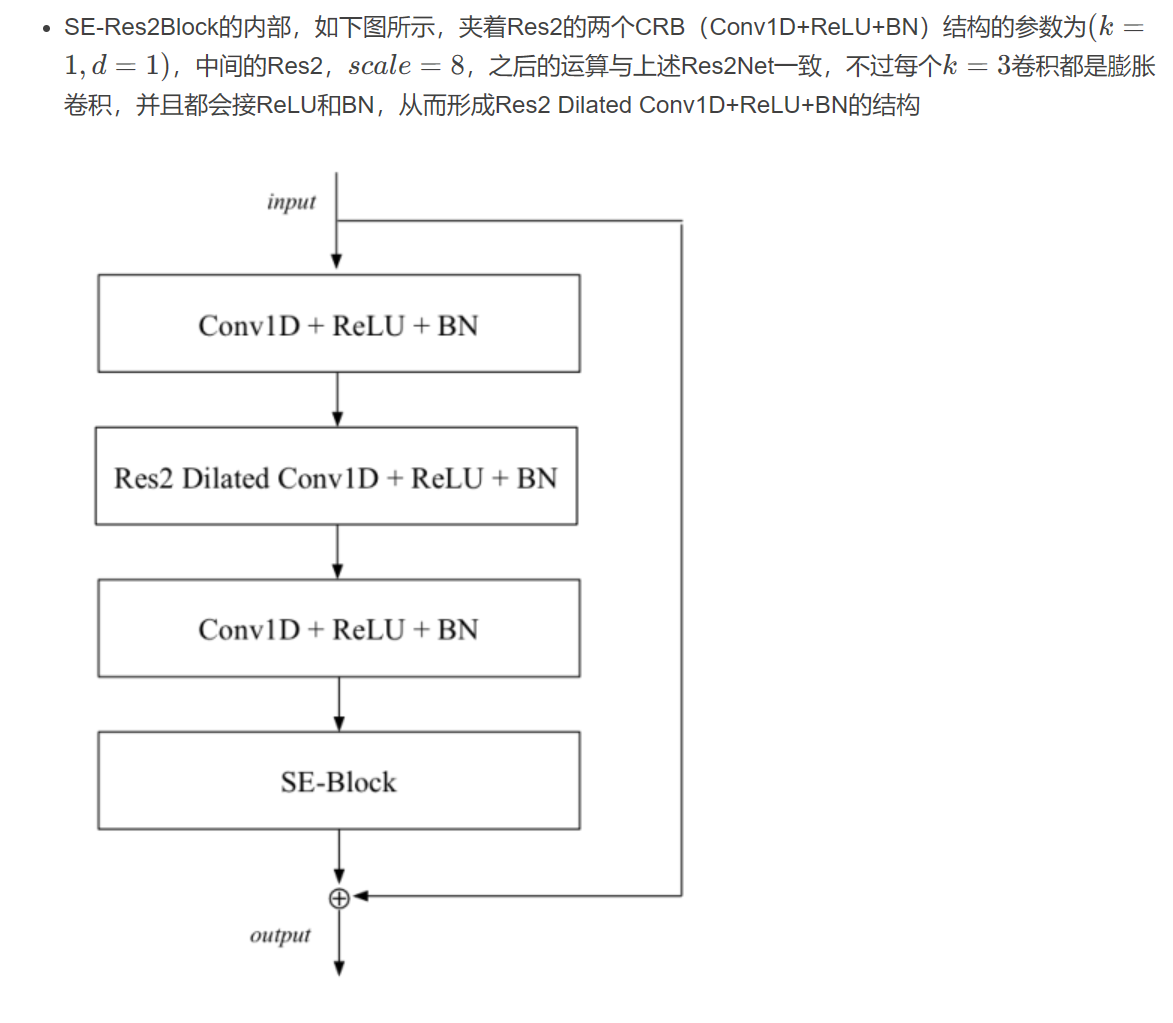 SE-Res2Block的内部，如下图所示，夹着Res2的两个CRB（Conv1D+ReLU+BN）结构的参数为(k =
1, d = 1)，中间的Res2，scale = 8，之后的运算与上述Res2Net一致，不过每个k = 3卷积都是膨胀
卷积，并且都会接ReLU和BN，从而形成Res2 Dilated Conv1D+ReLU+BN的结构
input
Conv1D + ReLU + BN
Res2 Dilated Conv1D + ReLU + BN
Conv1D + ReLU + BN
SE-Block
output